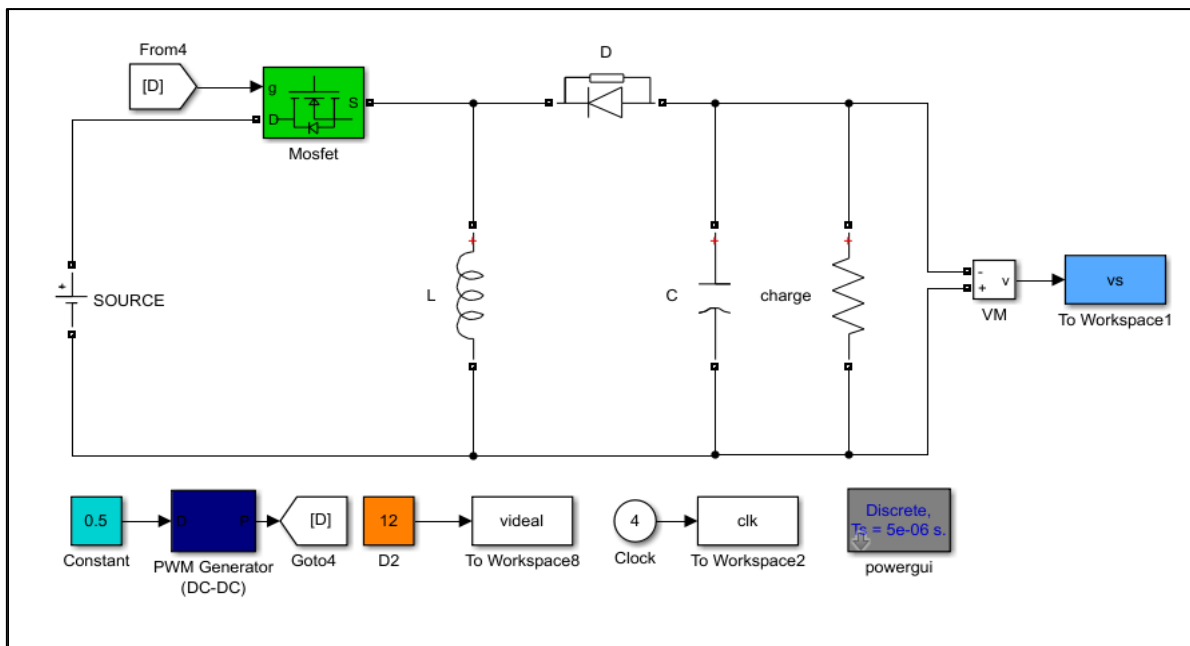 From4
[D]
g
D
S
Mosfet
D
+
SOURCE
+
L
+
C
+
charge
-
+
v
VM
vs
To Workspace1
0.5
Constant
D
P
PWM Generator
(DC-DC)
[D]
Goto4
12
D2
videal
To Workspace8
4
Clock
clk
To Workspace2
Discrete,
Ts = 5e-06 s.
powergui